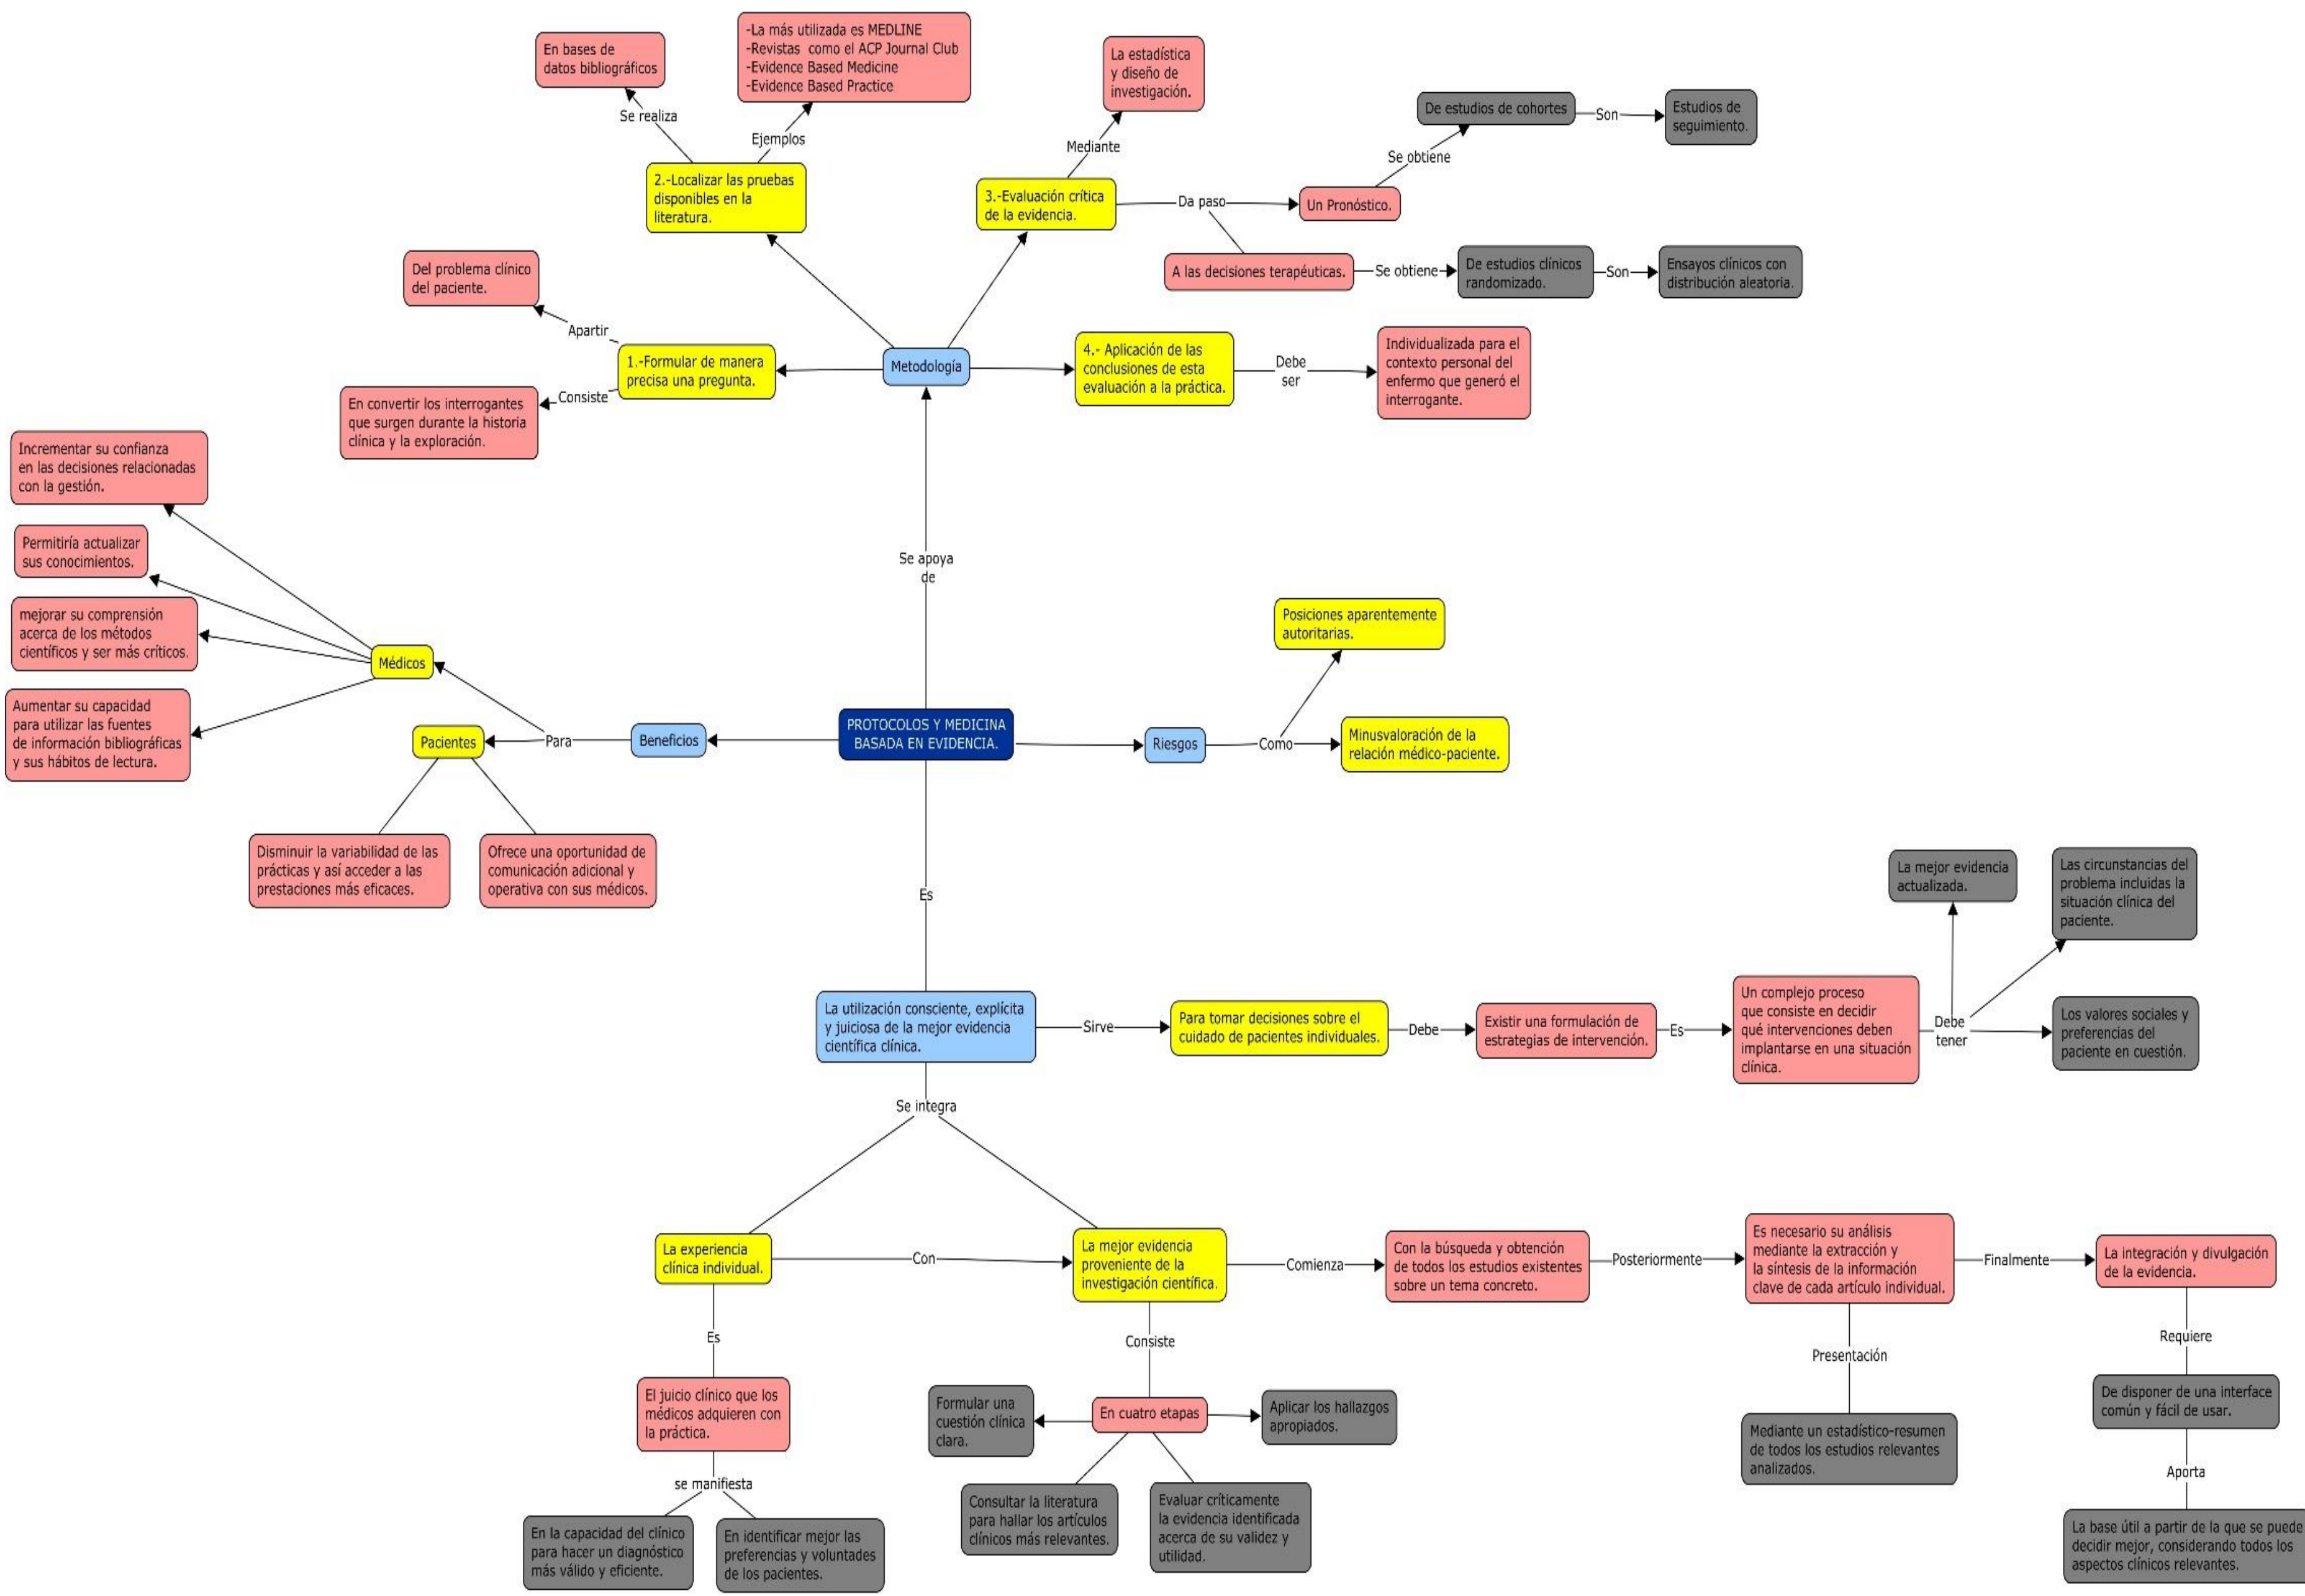 En bases de
datos bibliográficos
-La más utilizada es MEDLINE
-Revistas  como el ACP Journal Club
-Evidence Based Medicine
-Evidence Based Practice
Se realiza
Ejemplos
2.-Localizar las pruebas
disponibles en la
literatura.
La estadística
y diseño de
investigación.
Mediante
3.-Evaluación crítica
de la evidencia.
Da paso
Un Pronóstico.
Se obtiene
De estudios de cohortes
Son
Estudios de
seguimiento.
A las decisiones terapéuticas.
Se obtiene
De estudios clínicos
randomizado.
Son
Ensayos clínicos con
distribución aleatoria.
Del problema clínico
del paciente.
Apartir
1.-Formular de manera
precisa una pregunta.
Consiste
En convertir los interrogantes
que surgen durante la historia
clínica y la exploración.
Metodología
4.- Aplicación de las
conclusiones de esta
evaluación a la práctica.
Debe
ser
Individualizada para el
contexto personal del
enfermo que generó el
interrogante.
Se apoya
de
Incrementar su confianza
en las decisiones relacionadas
con la gestión.
Permitiría actualizar
sus conocimientos.
mejorar su comprensión
acerca de los métodos
científicos y ser más críticos.
Aumentar su capacidad
para utilizar las fuentes
de información bibliográficas
y sus hábitos de lectura.
Médicos
Pacientes
Para
Beneficios
Disminuir la variabilidad de las
prácticas y así acceder a las
prestaciones más eficaces.
Ofrece una oportunidad de
comunicación adicional y
operativa con sus médicos.
PROTOCOLOS Y MEDICINA
BASADA EN EVIDENCIA.
Riesgos
Como
Posiciones aparentemente
autoritarias.
Minusvaloración de la
relación médico-paciente.
Es
La utilización consciente, explícita
y juiciosa de la mejor evidencia
científica clínica.
Sirve
Para tomar decisiones sobre el
cuidado de pacientes individuales.
Debe
Existir una formulación de
estrategias de intervención.
Es
Un complejo proceso
que consiste en decidir
qué intervenciones deben
implantarse en una situación
clínica.
Debe
tener
La mejor evidencia
actualizada.
Las circunstancias del
problema incluidas la
situación clínica del
paciente.
Los valores sociales y
preferencias del
paciente en cuestión.
Se integra
La experiencia
clínica individual.
Con
La mejor evidencia
proveniente de la
investigación científica.
Comienza
Con la búsqueda y obtención
de todos los estudios existentes
sobre un tema concreto.
Posteriormente
Es necesario su análisis
mediante la extracción y
la síntesis de la información
clave de cada artículo individual.
Finalmente
La integración y divulgación
de la evidencia.
Es
El juicio clínico que los
médicos adquieren con
la práctica.
se manifiesta
En la capacidad del clínico
para hacer un diagnóstico
más válido y eficiente.
En identificar mejor las
preferencias y voluntades
de los pacientes.
Consiste
En cuatro etapas
Formular una
cuestión clínica
clara.
Aplicar los hallazgos
apropiados.
Consultar la literatura
para hallar los artículos
clínicos más relevantes.
Evaluar críticamente
la evidencia identificada
acerca de su validez y
utilidad.
Presentación
Mediante un estadístico-resumen
de todos los estudios relevantes
analizados.
Requiere
De disponer de una interface
común y fácil de usar.
Aporta
La base útil a partir de la que se puede
decidir mejor, considerando todos los
aspectos clínicos relevantes.